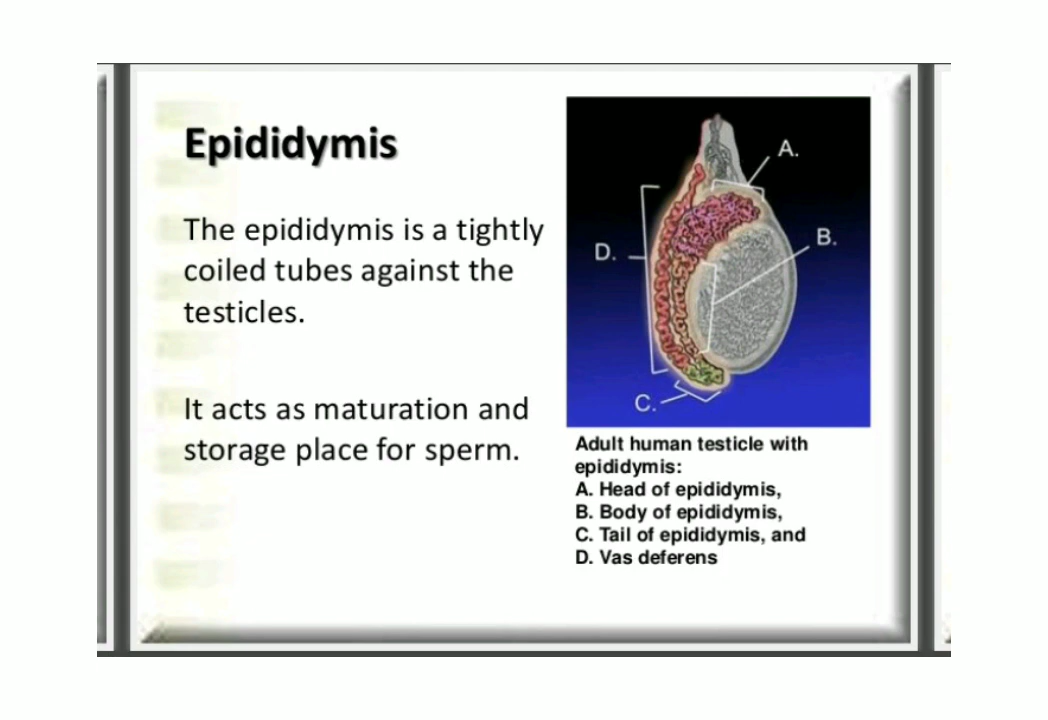 Epididymis
The epididymis is a tightly
coiled tubes against the
testicles.
It acts as maturation and
storage place for sperm.
A.
B.
D.
C.
Adult human testicle with
epididymis:
A. Head of epididymis,
B. Body of epididymis,
C. Tail of epididymis, and
D. Vas deferens